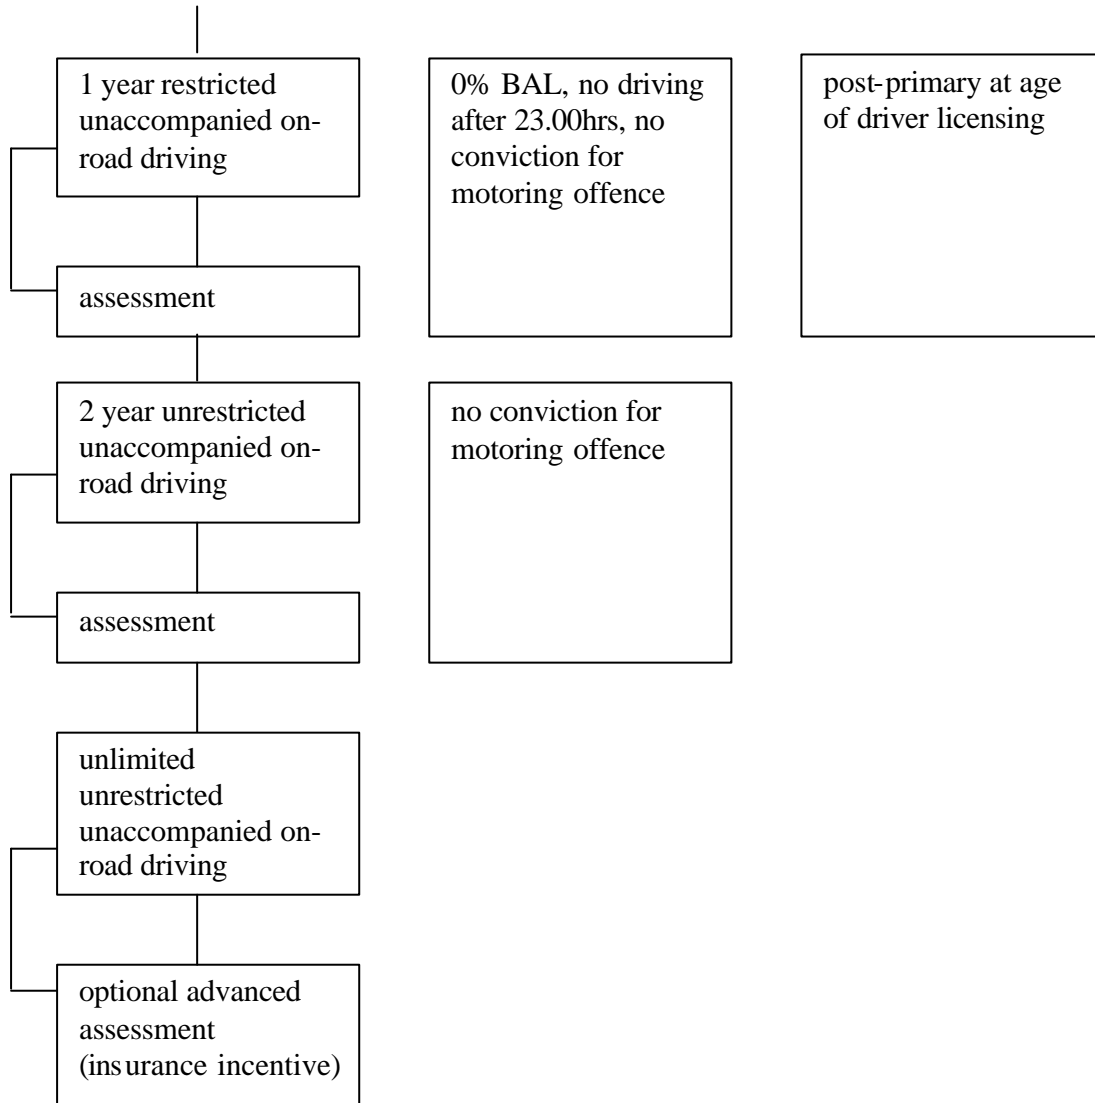 1 year restricted
unaccompanied on-
road driving
0% BAL, no driving
after 23.00hrs, no
conviction for
motoring offence
post-primary at age
of driver licensing
assessment
2 year unrestricted
unaccompanied on-
road driving
no conviction for
motoring offence
assessment
unlimited
unrestricted
unaccompanied on-
road driving
optional advanced
assessment
(insurance incentive)